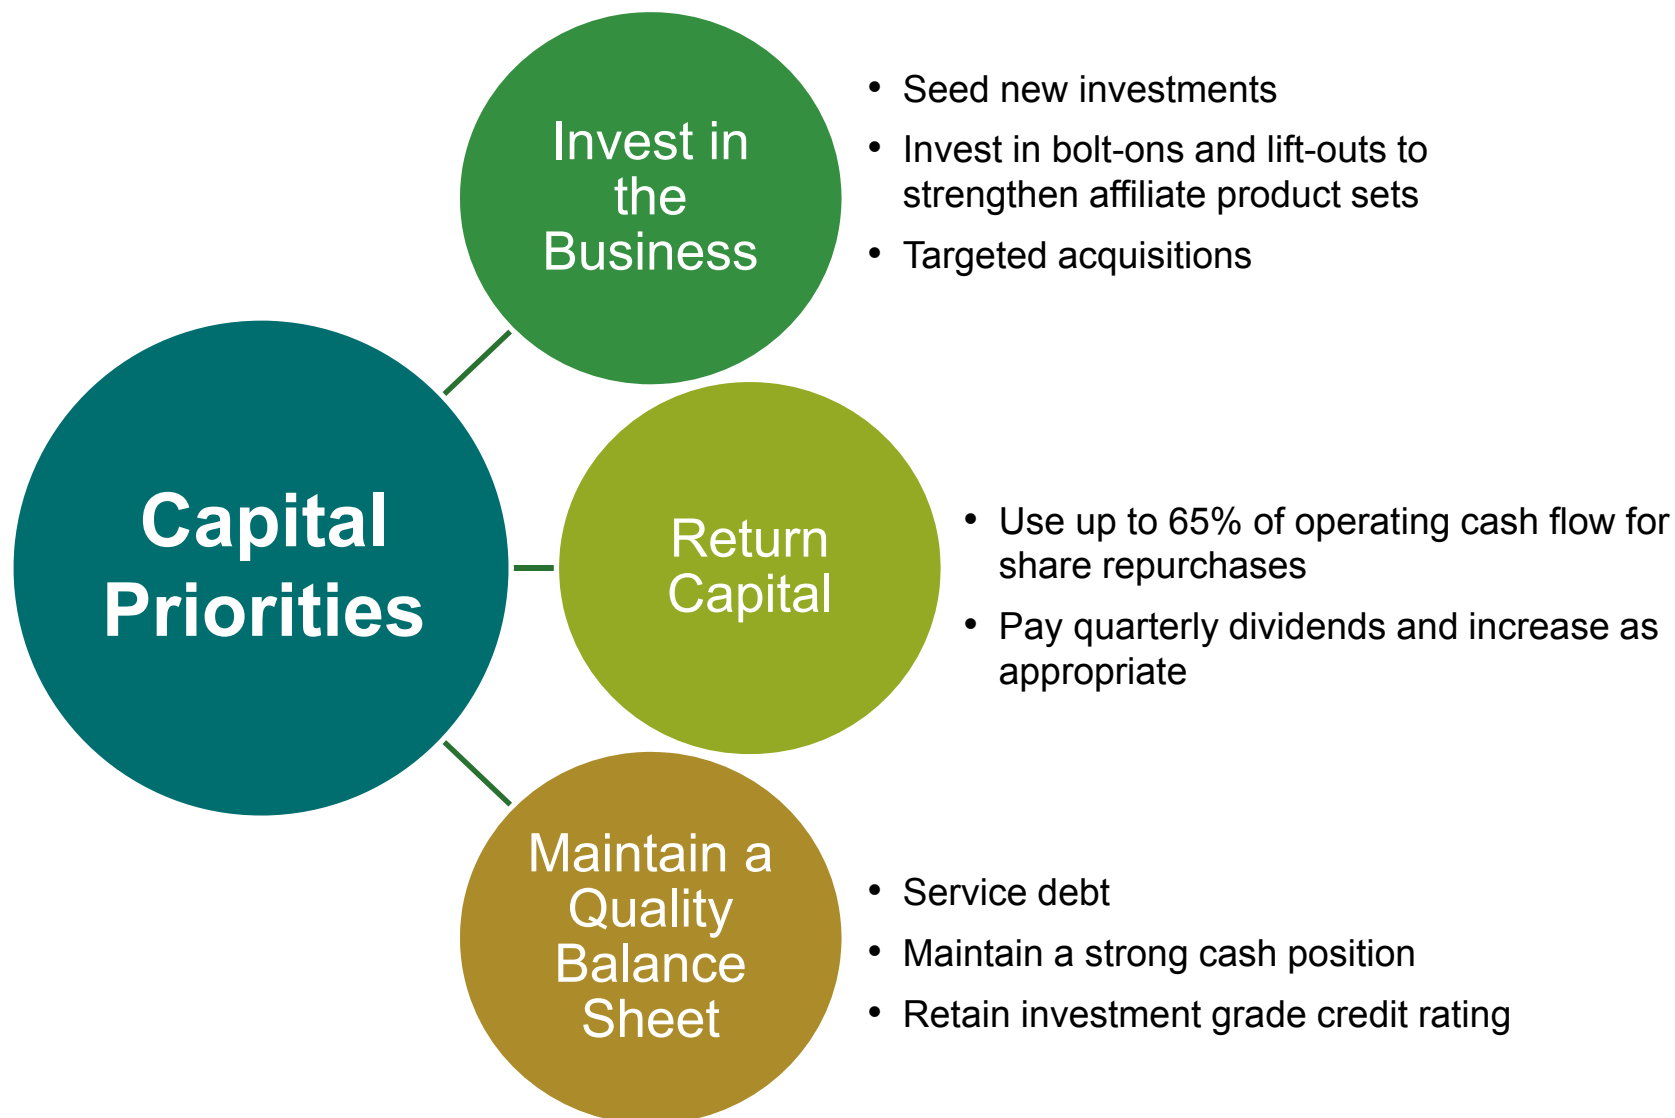 Capital
Priorities
Invest in
the
Business
• Seed new investments
• Invest in bolt-ons and lift-outs to
strengthen affiliate product sets
• Targeted acquisitions
Return
Capital
• Use up to 65% of operating cash flow for
share repurchases
• Pay quarterly dividends and increase as
appropriate
Maintain a
Quality
Balance
Sheet
• Service debt
• Maintain a strong cash position
• Retain investment grade credit rating